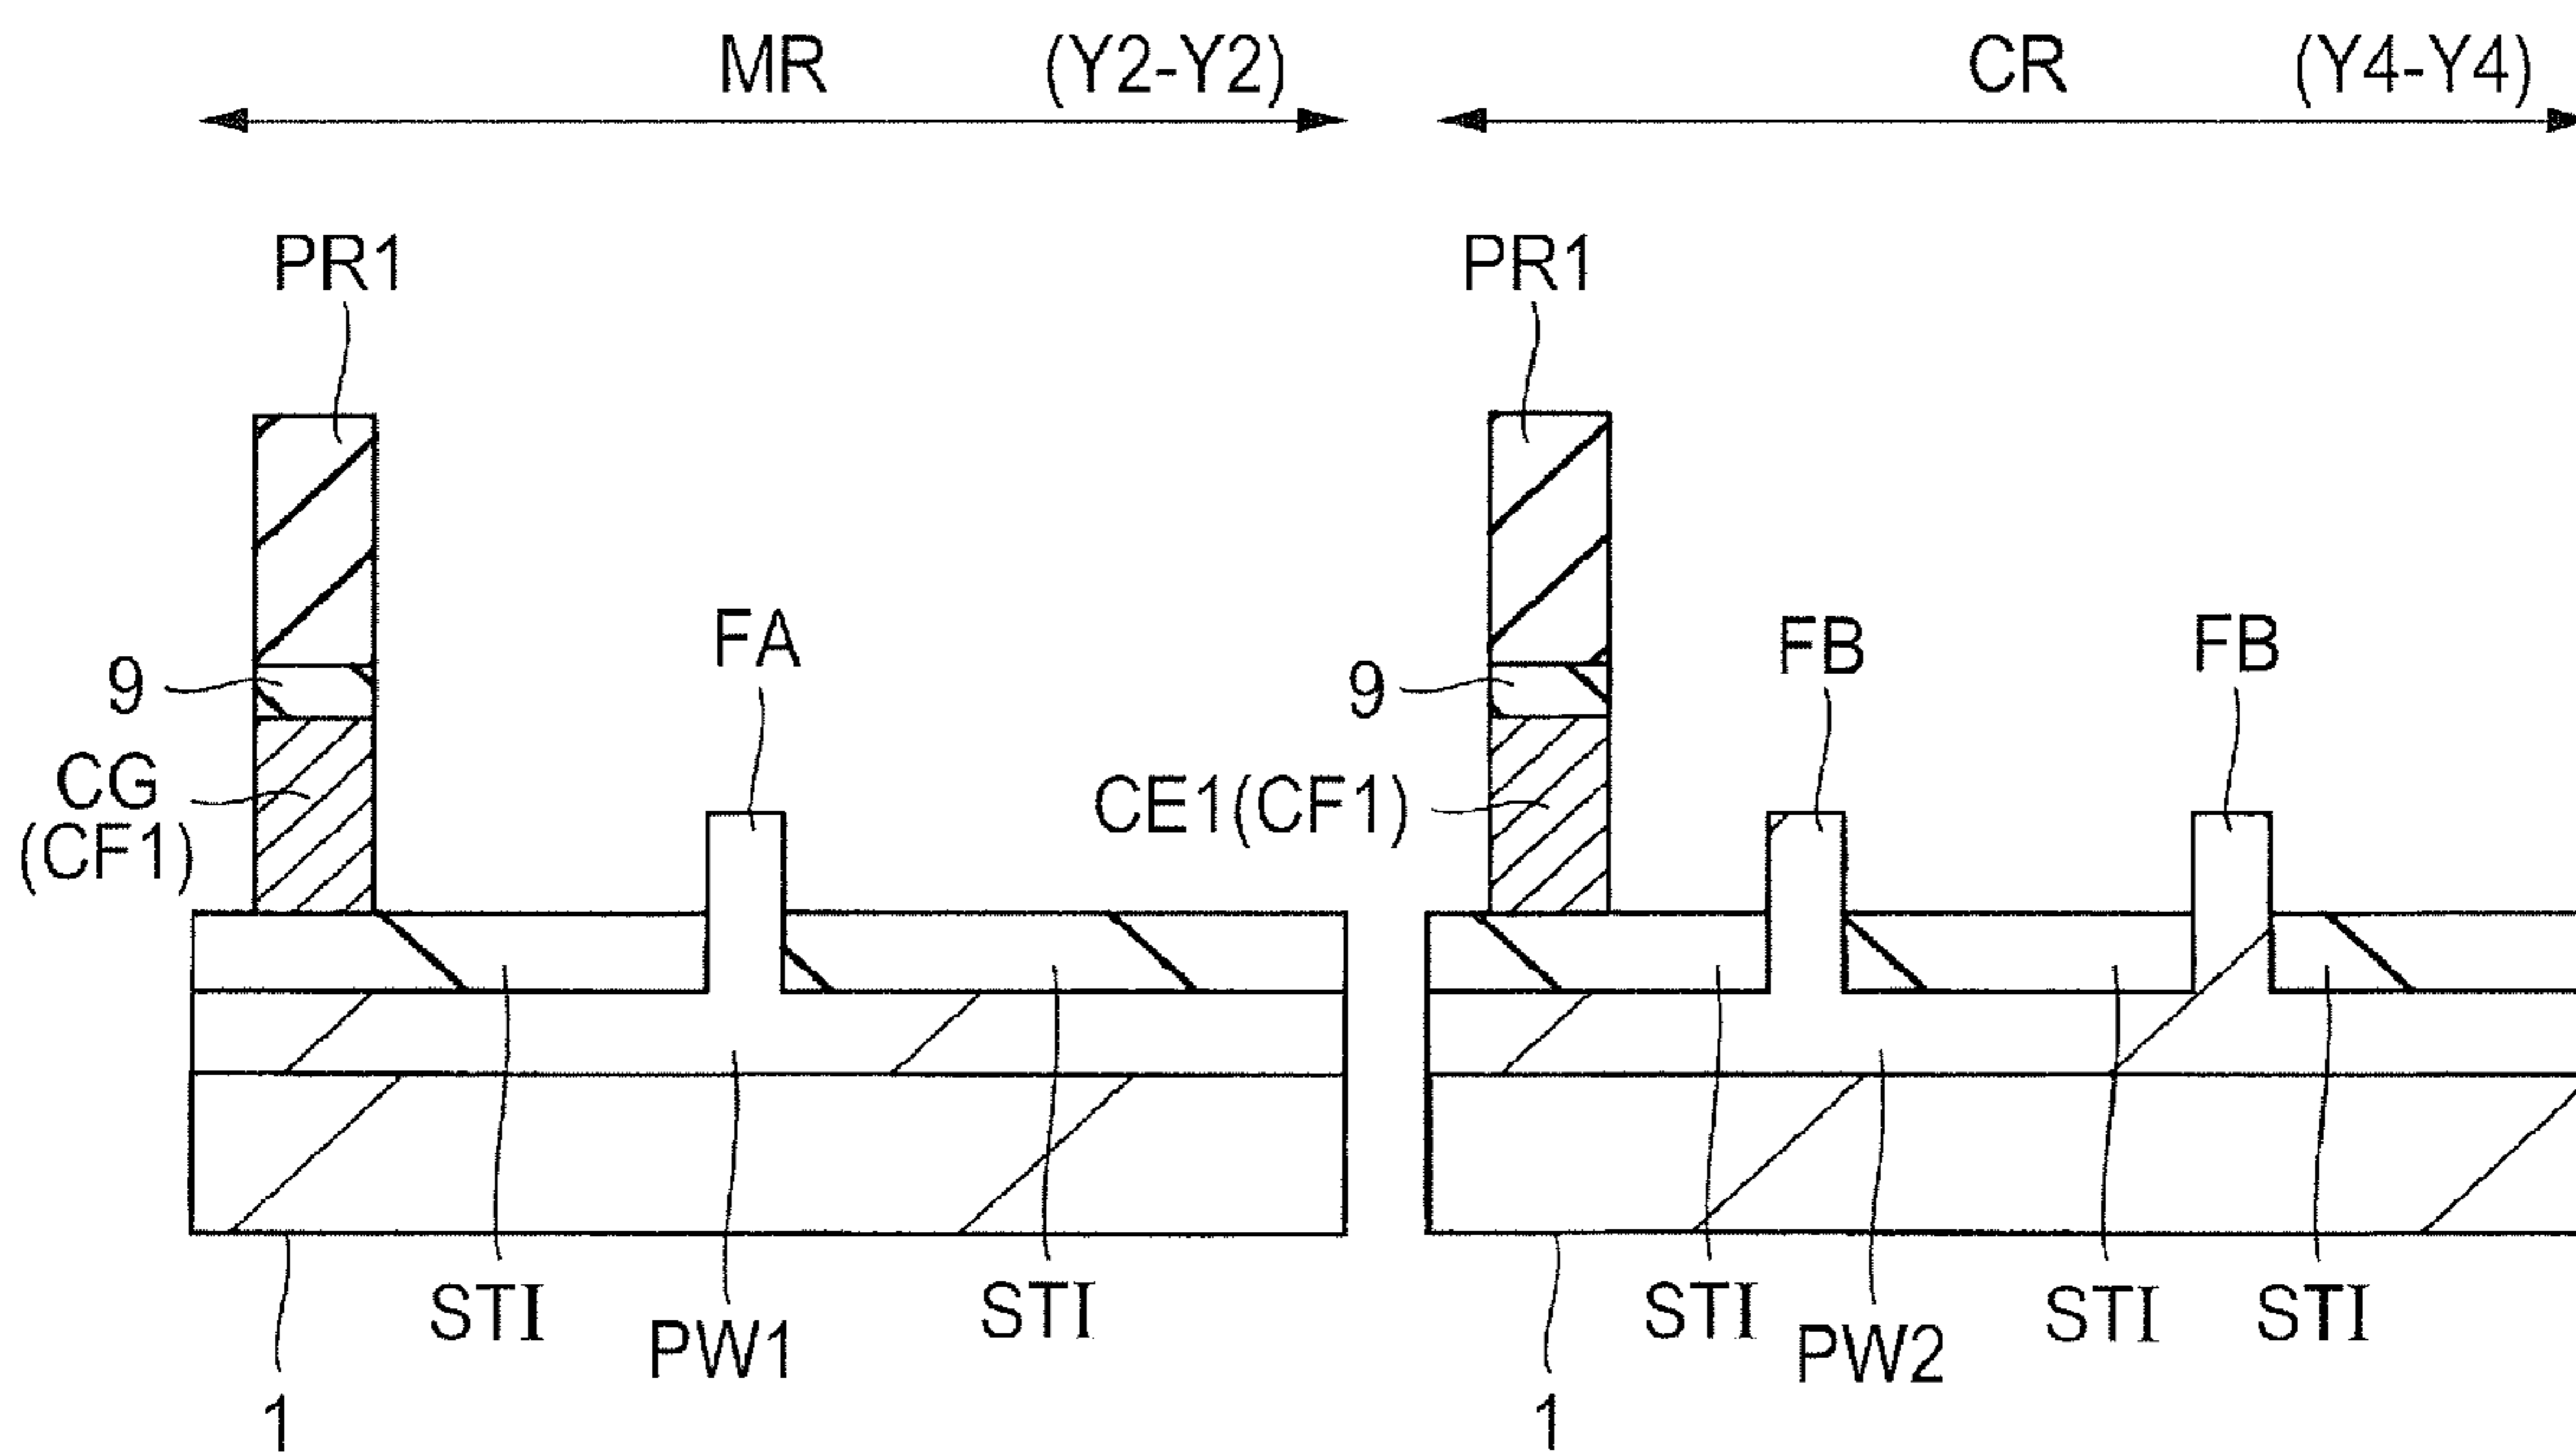 MR (Y2-Y2) CR (Y4-Y4)
PR1 PR1
FA FB FB
9 9
CG CE1(CF1)
(CF1)
STI STI STI STI STI
PW1 PW2
1 1